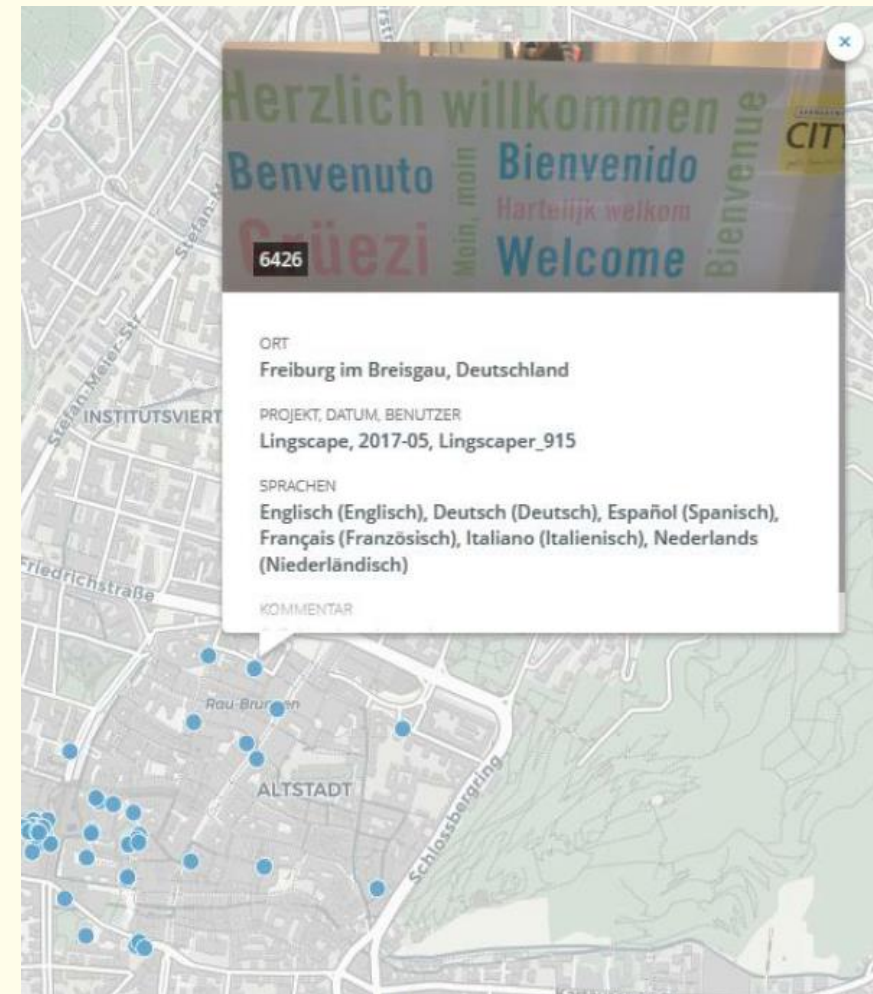 ×
Herzlich willkommen
Benvenuto
Moin, moin
Bienvenido
Bienvenue
CITY
Hartelijk welkom
Grüezi
Welcome
6426
ORT
Freiburg im Breisgau, Deutschland
PROJEKT, DATUM, BENUTZER
Lingscape, 2017-05, Lingscaper_915
SPRACHEN
Englisch (Englisch), Deutsch (Deutsch), Español (Spanisch),
Français (Französisch), Italiano (Italienisch), Nederlands
(Niederländisch)
KOMMENTAR
Stefan-M
Stefan-Meier-Str
INSTITUTSVIERT
Friedrichstraße
ALTSTADT
Schlossbergring